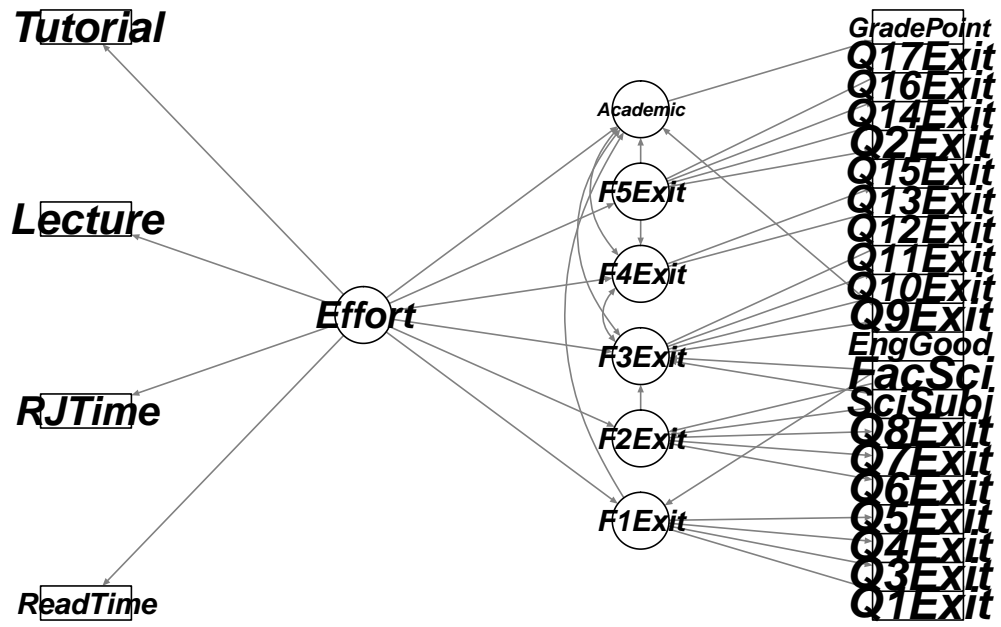 Tutorial
Lecture
RJTime
ReadTime
Effort
Academic
F5Exit
F4Exit
F3Exit
F2Exit
F1Exit
GradePoint
Q17Exit
Q16Exit
Q14Exit
Q2Exit
Q15Exit
Q13Exit
Q12Exit
Q11Exit
Q10Exit
Q9Exit
EngGood
FacSci
SciSubj
Q8Exit
Q7Exit
Q6Exit
Q5Exit
Q4Exit
Q3Exit
Q1Exit